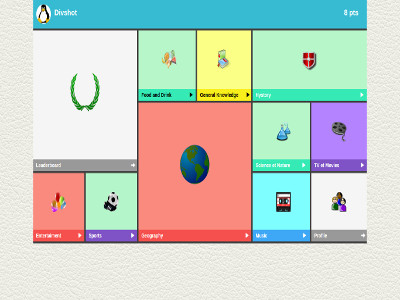 Divshot
8 pts
Food and Drink
General Knowledge
History
Leaderboard
Science et Nature
TV et Movies
Entertainment
Sports
Geography
Music
Profile